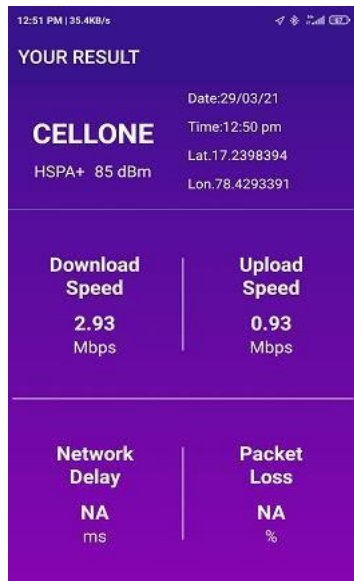 12:51 PM | 35.4KB/s
YOUR RESULT
CELLONE
HSPA+ 85 dBm
Date:29/03/21
Time:12:50 pm
Lat.17.2398394
Lon.78.4293391
Download
Speed
2.93
Mbps
Upload
Speed
0.93
Mbps
Network
Delay
NA
ms
Packet
Loss
NA
%